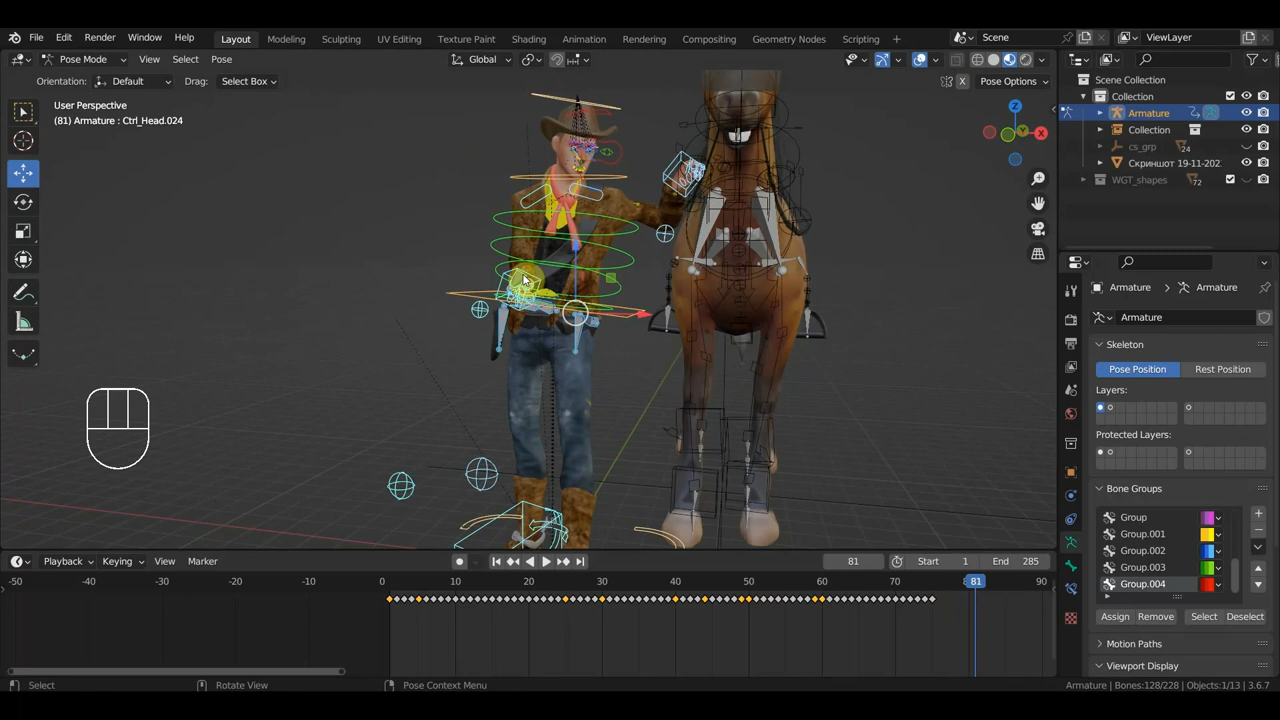 File Edit Render Window Help Layout Modeling Sculpting UV Editing Texture Paint Shading Animation Rendering Compositing Geometry Nodes Scripting + Scene ViewLayer
Pose Mode View Select Pose Global Pose Options
Orientation: Default Drag: Select Box X
User Perspective
(81) Armature : Ctrl_Head.024
Z
X
Y
Scene Collection
Collection
Armature
Collection
cs_grp 24
Скриншот 19-11-202
WGT_shapes 72
Armature Armature
Armature
Skeleton
Pose Position Rest Position
Layers:
Protected Layers:
Bone Groups
Group
Group.001
Group.002
Group.003
Group.004
Assign Remove Select Deselect
Motion Paths
Viewport Display
Playback Keying View Marker 81 Start 1 End 285
-50 -40 -30 -20 -10 0 10 20 30 40 50 60 70 81 90
Select Rotate View Pose Context Menu Armature | Bones:128/228 | Objects:1/13 | 3.6.7